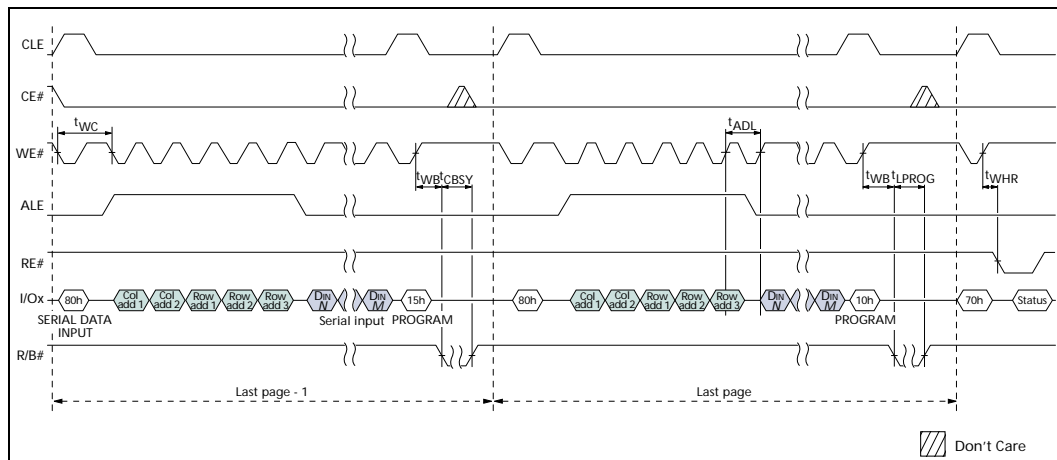 CLE
CE#
tWC
tADL
WE#
tWB tCBSY
tWB tLPROG
tWHR
ALE
RE#
I/Ox
80h
Col add 1
Col add 2
Row add 1
Row add 2
Row add 3
DIN N
DIN M
15h
80h
Col add 1
Col add 2
Row add 1
Row add 2
Row add 3
DIN N
DIN M
10h
70h
Status
SERIAL DATA INPUT
Serial input
PROGRAM
PROGRAM
R/B#
Last page - 1
Last page
Don't Care